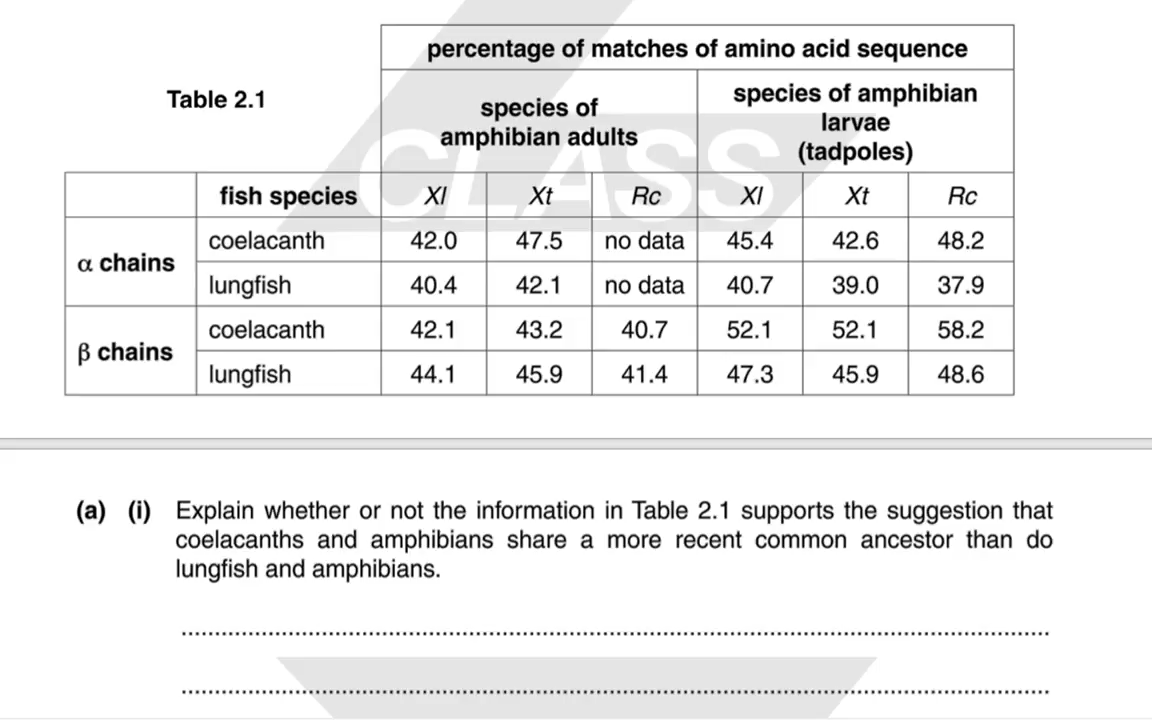 percentage of matches of amino acid sequence
Table 2.1
species of
amphibian adults
species of amphibian
larvae
(tadpoles)
fish species Xl Xt Rc Xl Xt Rc
α chains
coelacanth 42.0 47.5 no data 45.4 42.6 48.2
lungfish 40.4 42.1 no data 40.7 39.0 37.9
β chains
coelacanth 42.1 43.2 40.7 52.1 52.1 58.2
lungfish 44.1 45.9 41.4 47.3 45.9 48.6
(a) (i) Explain whether or not the information in Table 2.1 supports the suggestion that
coelacanths and amphibians share a more recent common ancestor than do
lungfish and amphibians.
CLASS